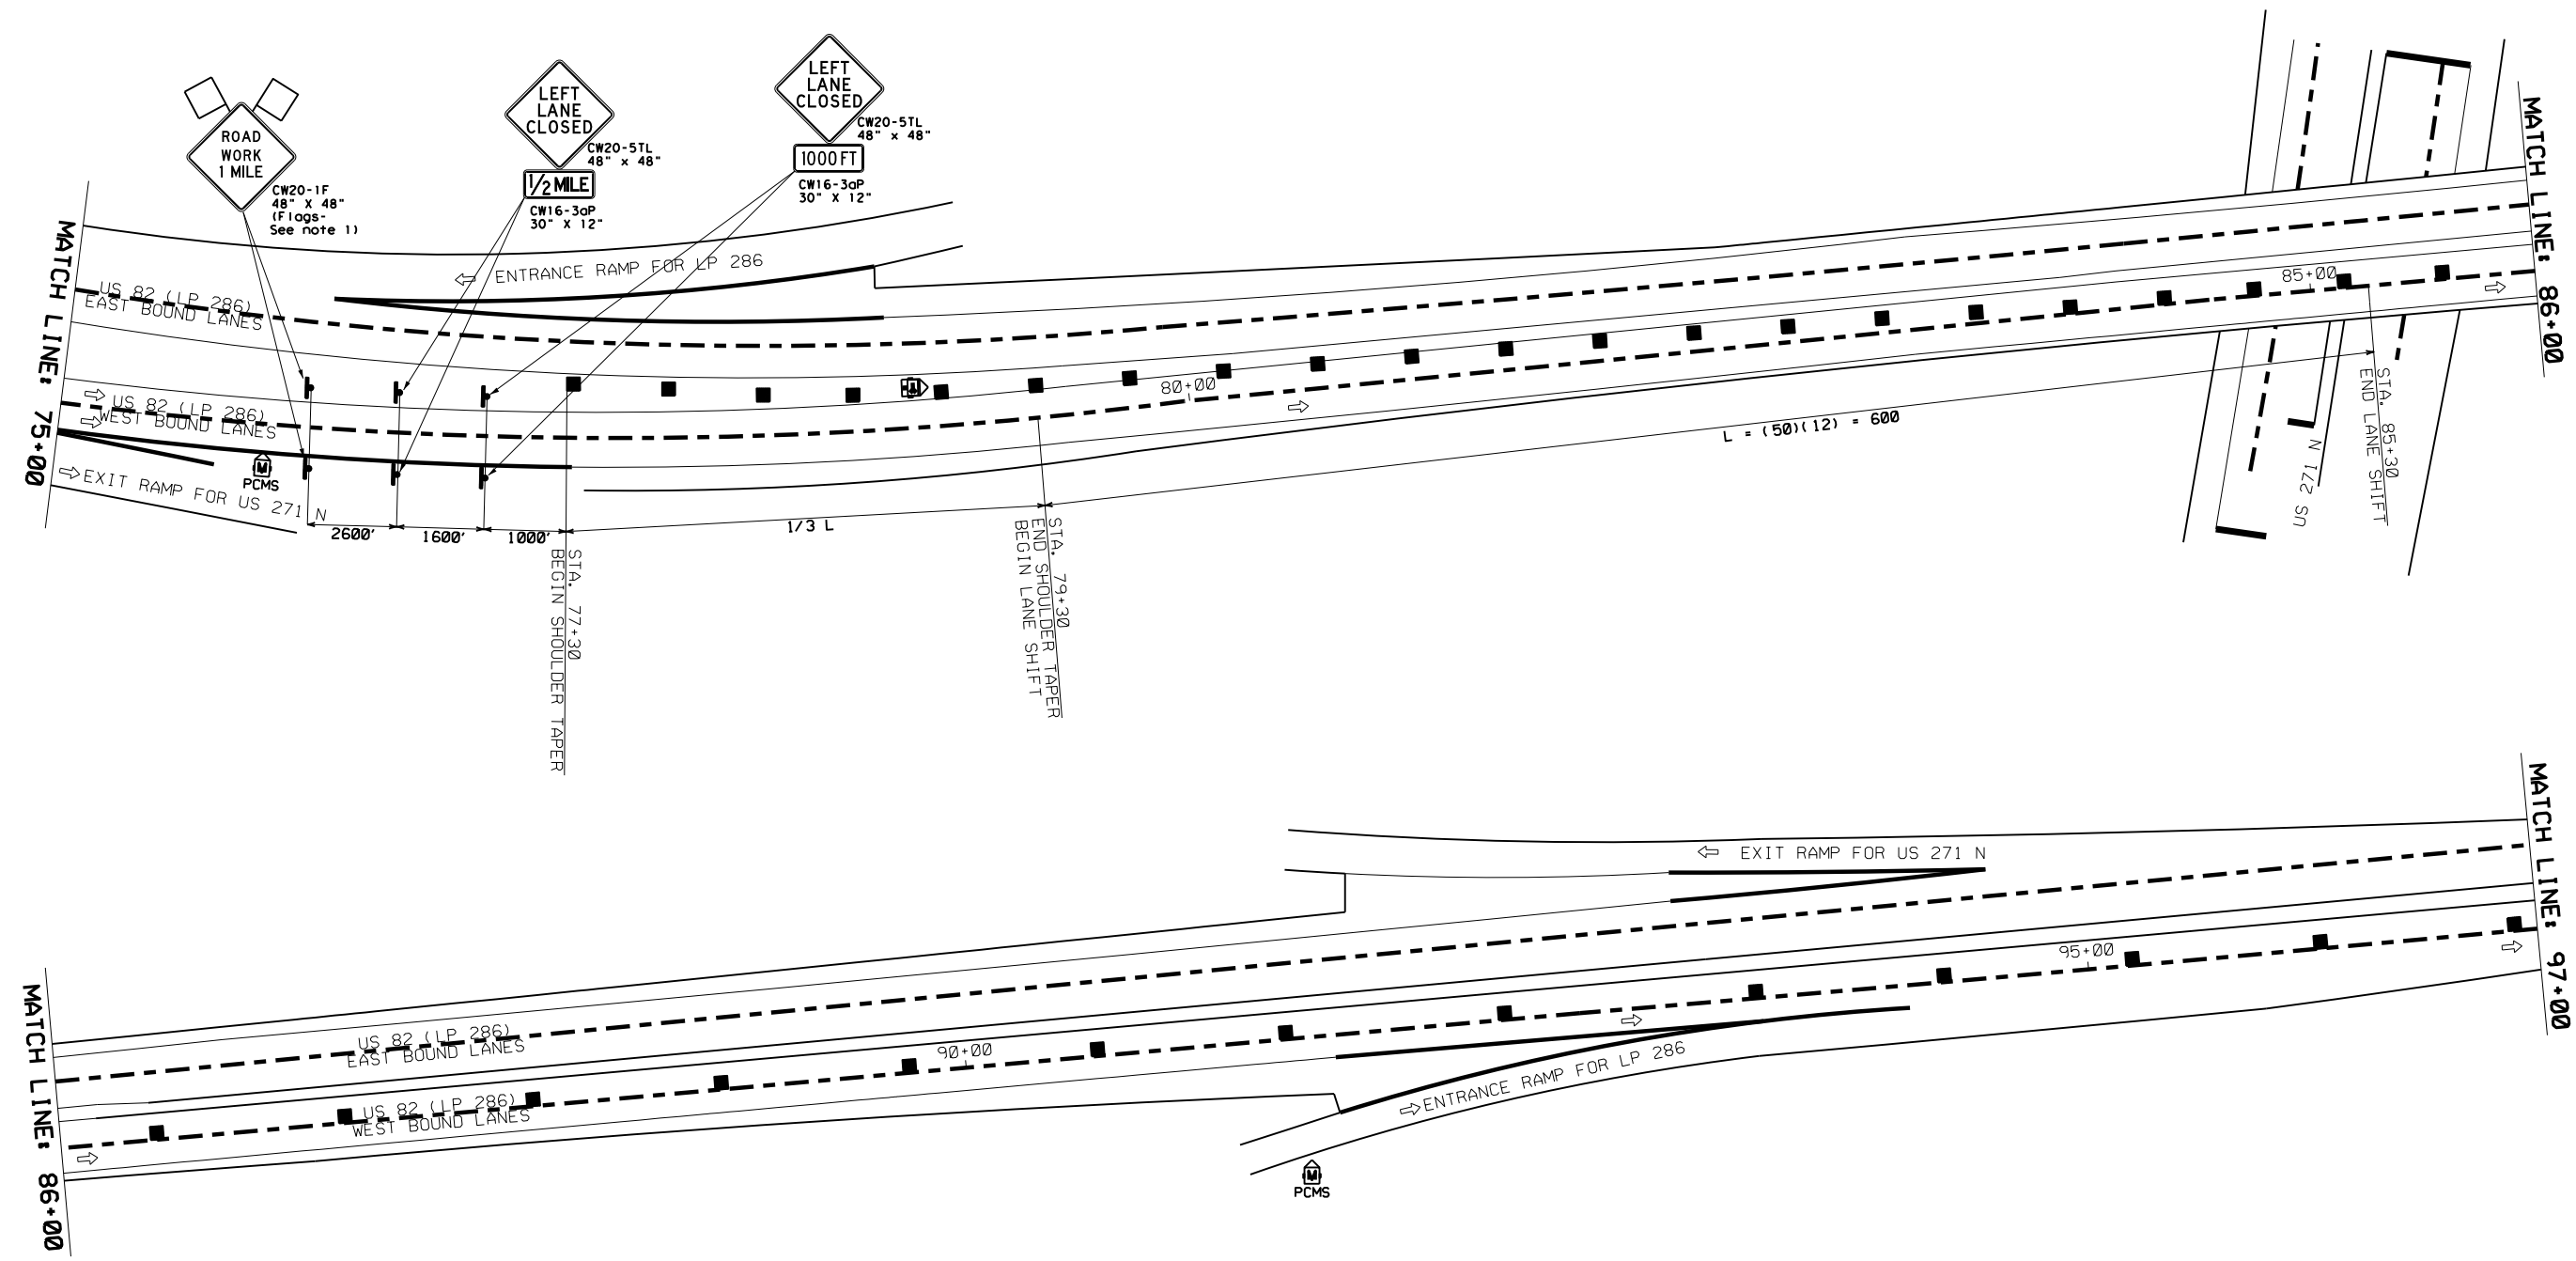 ROAD
WORK
1 MILE
CW20-1F
48" X 48"
(Flags-
See note 1)
LEFT
LANE
CLOSED
CW20-5TL
48" x 48"
1/2 MILE
CW16-3aP
30" X 12"
LEFT
LANE
CLOSED
CW20-5TL
48" x 48"
1000 FT
CW16-3aP
30" X 12"
MATCH LINE: 75+00
ENTRANCE RAMP FOR LP 286
US 82 (LP 286)
EAST BOUND LANES
US 82 (LP 286)
WEST BOUND LANES
EXIT RAMP FOR US 271 N
PCMS
2600'
1600'
1000'
1/3 L
STA. 77+30
BEGIN SHOULDER TAPER
STA. 79+30
END SHOULDER TAPER
BEGIN LANE SHIFT
80+00
L = (50)(12) = 600
85+00
STA. 85+30
END LANE SHIFT
US 271 N
MATCH LINE: 86+00
MATCH LINE: 86+00
US 82 (LP 286)
EAST BOUND LANES
US 82 (LP 286)
WEST BOUND LANES
90+00
EXIT RAMP FOR US 271 N
ENTRANCE RAMP FOR LP 286
M
PCMS
95+00
MATCH LINE: 97+00